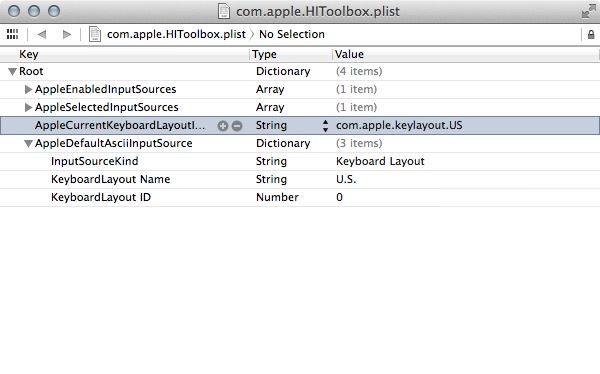 com.apple.HIToolbox.plist
com.apple.HIToolbox.plist No Selection
Key Type Value
Root Dictionary (4 items)
AppleEnabledInputSources Array (1 item)
AppleSelectedInputSources Array (1 item)
AppleCurrentKeyboardLayoutI... String com.apple.keylayout.US
AppleDefaultAsciiInputSource Dictionary (3 items)
InputSourceKind String Keyboard Layout
KeyboardLayout Name String U.S.
KeyboardLayout ID Number 0